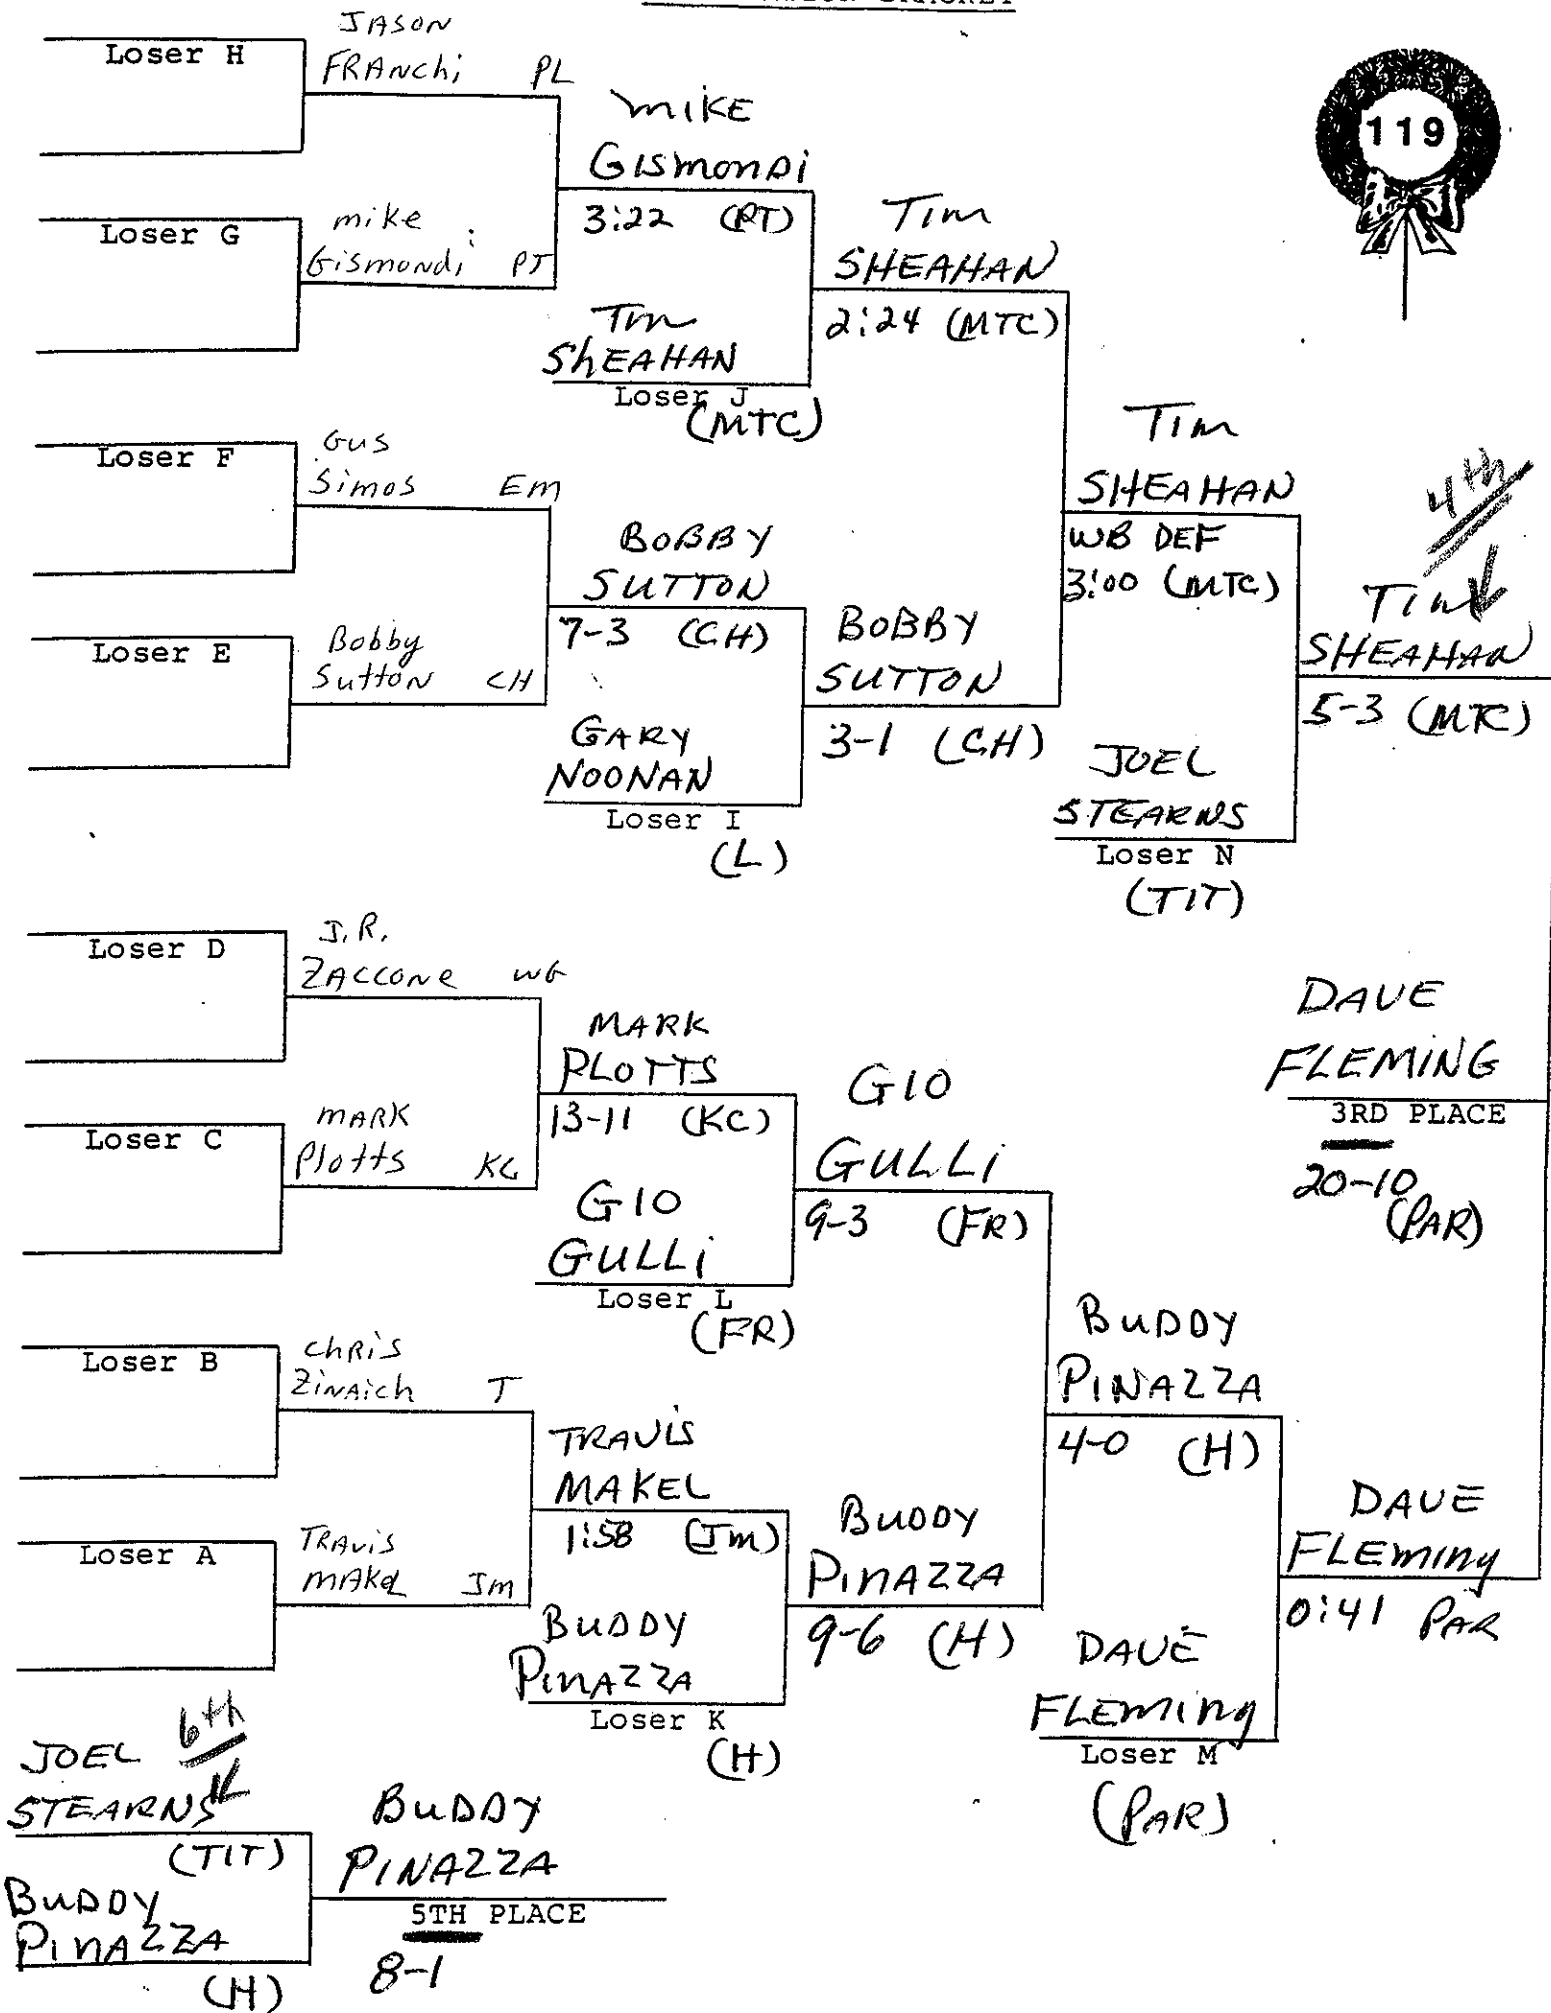 JASON
Loser H
FRANchi PL
119
MIKE
GISMONDI
3:22 (PT)
mike
Loser G
Gismondi PT
Tim
SHEAHAN
2:24 (MTC)
Tim
ShEAHAN
Loser J
(MTC)
Tim
SHEAHAN
WB DEF
3:00 (MTC)
4th
Gus
Loser F
Simos Em
BOBBY
SUTTON
7-3 (CH)
Tim
SHEAHAN
5-3 (MTC)
Bobby
Loser E
Sutton CH
BOBBY
SUTTON
3-1 (CH)
GARY
NOONAN
Loser I
(L)
JOEL
STEARNS
Loser N
(TIT)
J.R.
Loser D
ZACCONE WG
MARK
PLOTTS
13-11 (KC)
DAVE
FLEMING
3RD PLACE
20-10
(PAR)
MARK
Loser C
Plotts KC
GIO
GULLi
9-3 (FR)
GIO
GULLi
Loser L
(FR)
BUDDY
PINAZZA
4-0 (H)
ChRis
Loser B
ZiNAich T
TRAVIS
MAKEL
1:58 (Jm)
DAVE
FLEMING
0:41 PAR
TRAvis
Loser A
MAKEL Jm
BUDDY
PINAZZA
9-6 (H)
BUDDY
PINAZZA
Loser K
(H)
DAVE
FLEMING
Loser M
(PAR)
6th
JOEL
STEARNS
(TIT)
BUDDY
PINAZZA
5TH PLACE
8-1
BUDDY
PINAZZA
(H)